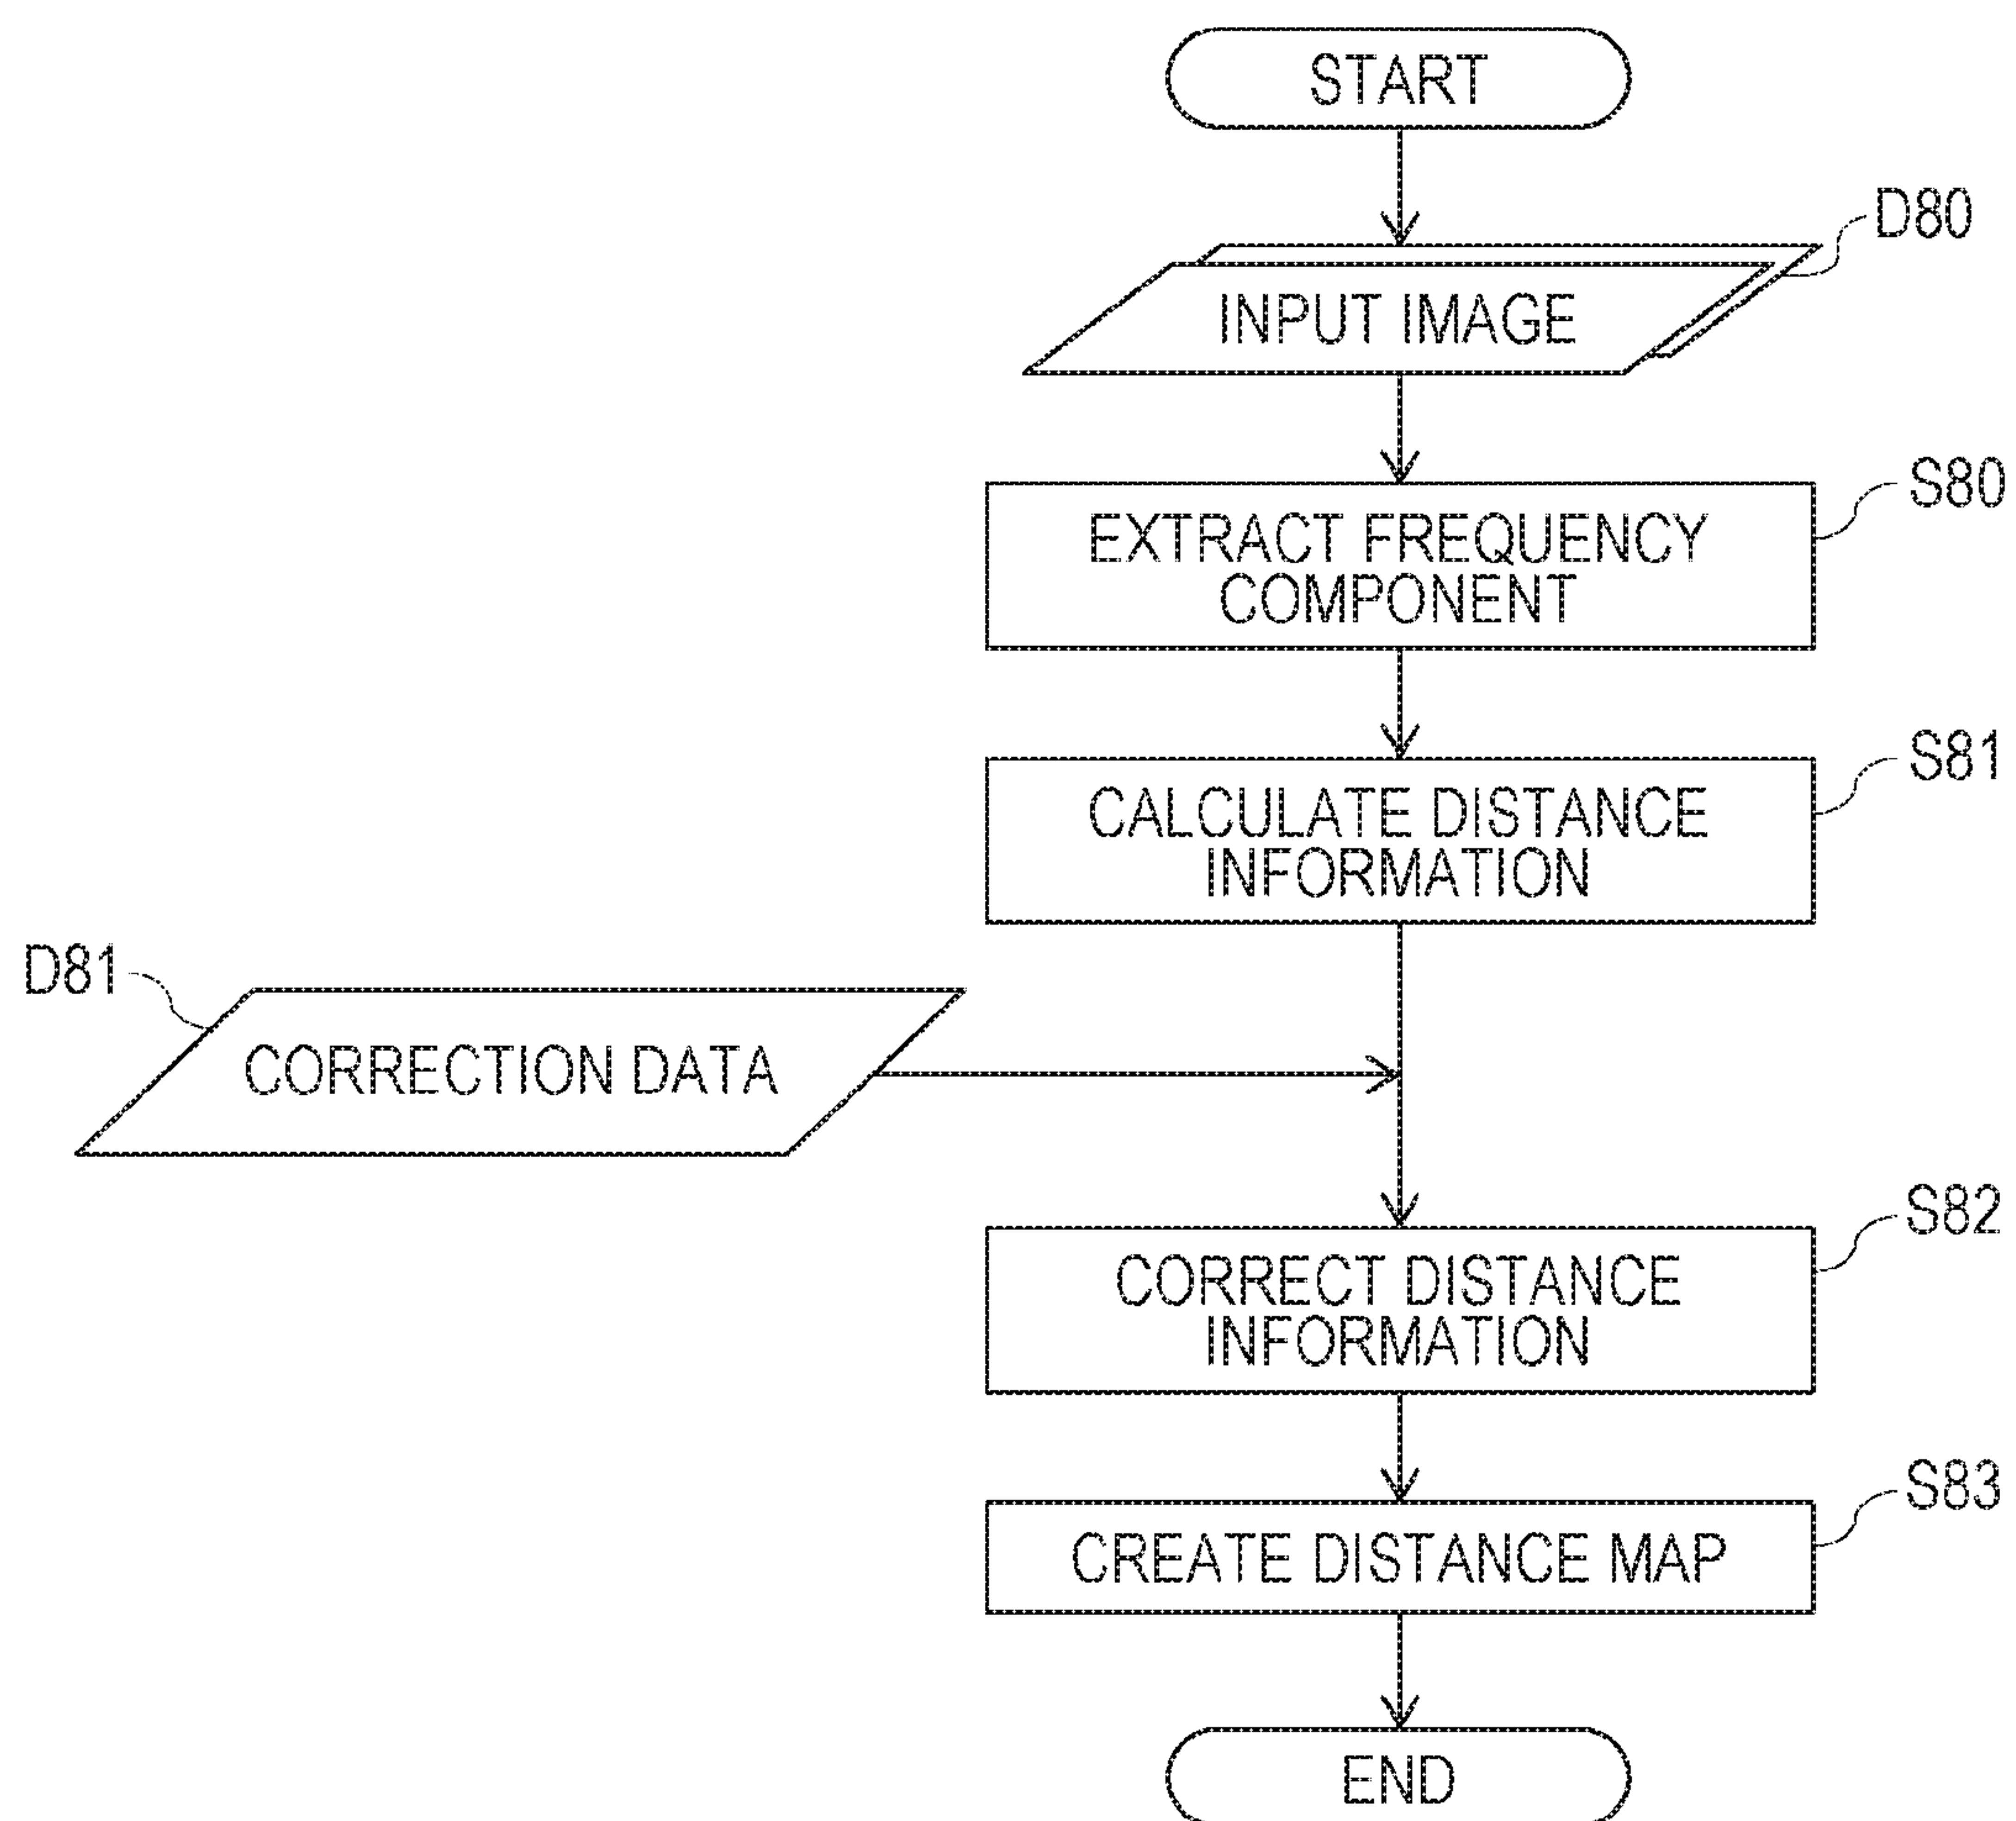 START
D80
INPUT IMAGE
S80
EXTRACT FREQUENCY
COMPONENT
S81
CALCULATE DISTANCE
INFORMATION
D81
CORRECTION DATA
S82
CORRECT DISTANCE
INFORMATION
S83
CREATE DISTANCE MAP
END